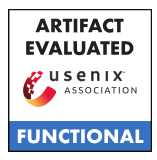 ARTIFACT
EVALUATED
usenix
ASSOCIATION
FUNCTIONAL